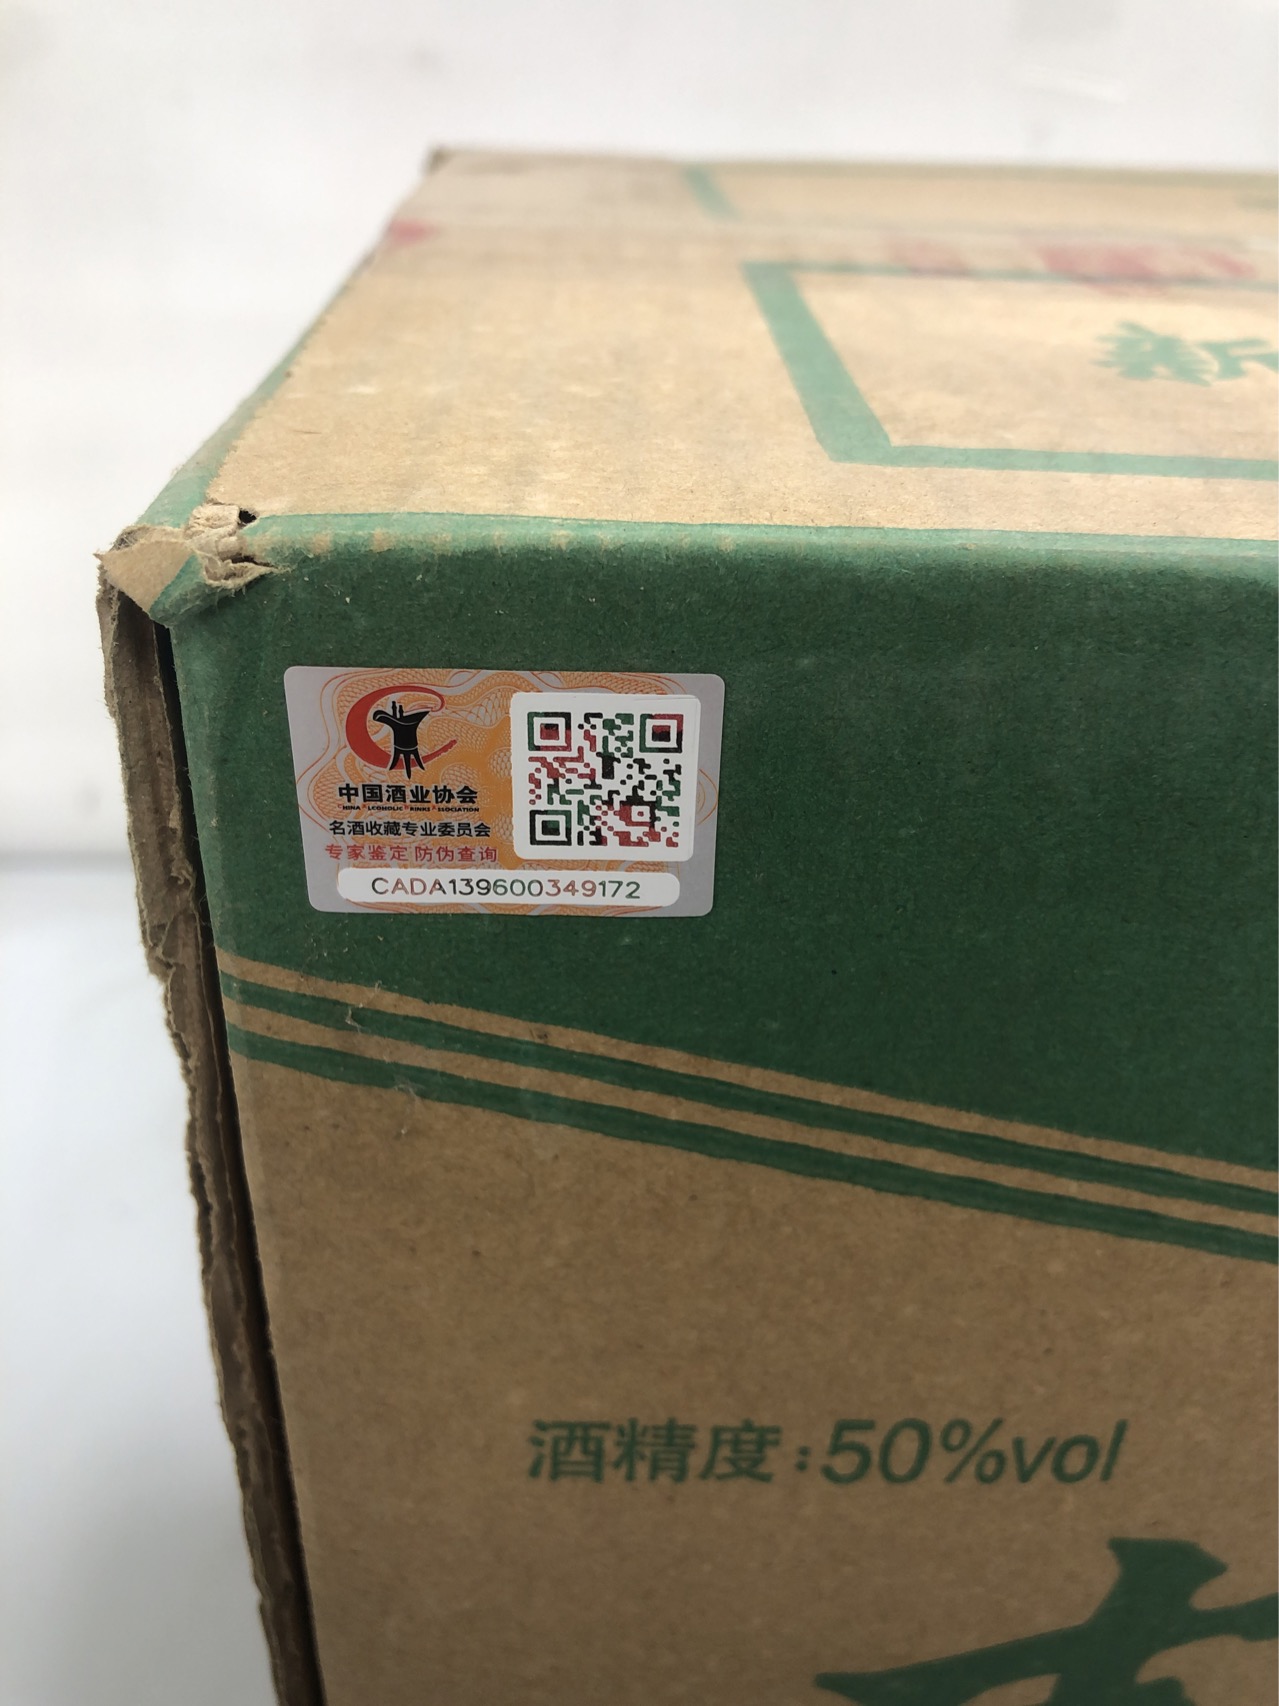 中国酒业协会
CHINA ALCOHOLIC DRINKS ASSOCIATION
名酒收藏专业委员会
专家鉴定 防伪查询
CADA139600349172
酒精度:50%vol